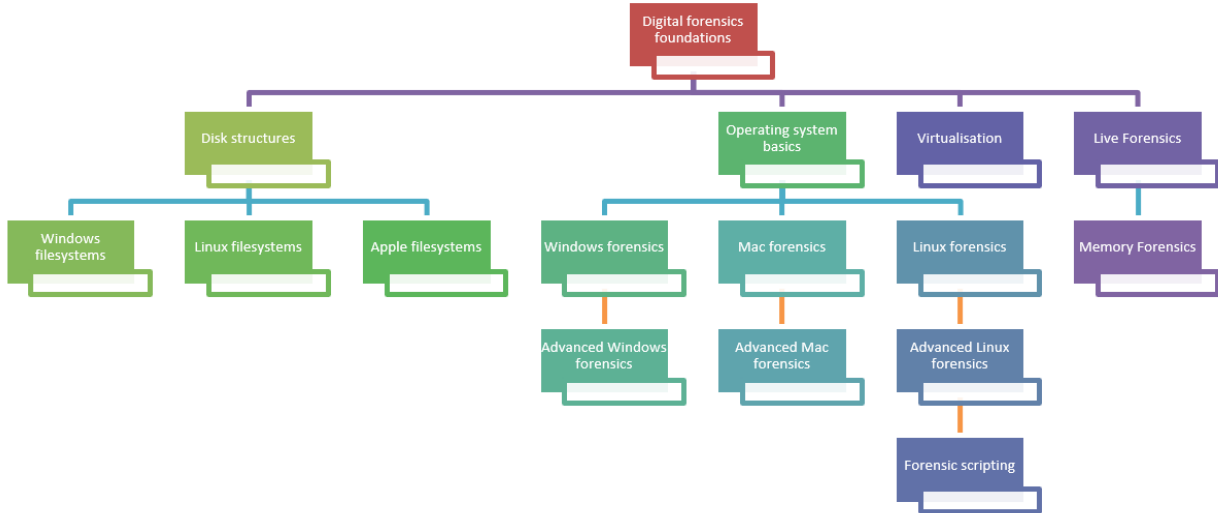 Digital forensics
foundations
Disk structures
Operating system
basics
Virtualisation
Live Forensics
Windows
filesystems
Linux filesystems
Apple filesystems
Windows forensics
Mac forensics
Linux forensics
Memory Forensics
Advanced Windows
forensics
Advanced Mac
forensics
Advanced Linux
forensics
Forensic scripting